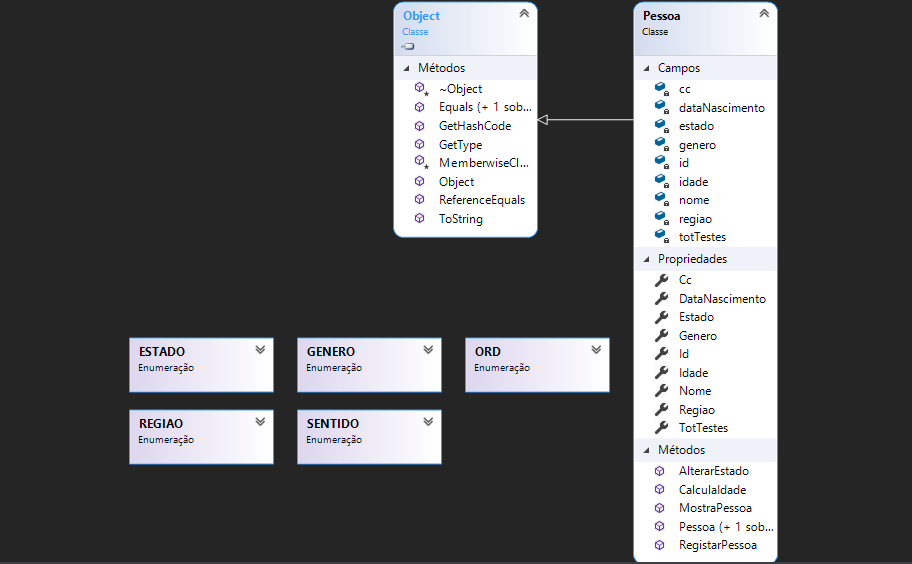 Object
Classe
Métodos
~Object
Equals (+ 1 sob...
GetHashCode
GetType
MemberwiseCl...
Object
ReferenceEquals
ToString
Pessoa
Classe
Campos
cc
dataNascimento
estado
genero
id
idade
nome
regiao
totTestes
Propriedades
Cc
DataNascimento
Estado
Genero
Id
Idade
Nome
Regiao
TotTestes
Métodos
AlterarEstado
CalculaIdade
MostraPessoa
Pessoa (+ 1 sob...
RegistarPessoa
ESTADO
Enumeração
GENERO
Enumeração
ORD
Enumeração
REGIAO
Enumeração
SENTIDO
Enumeração